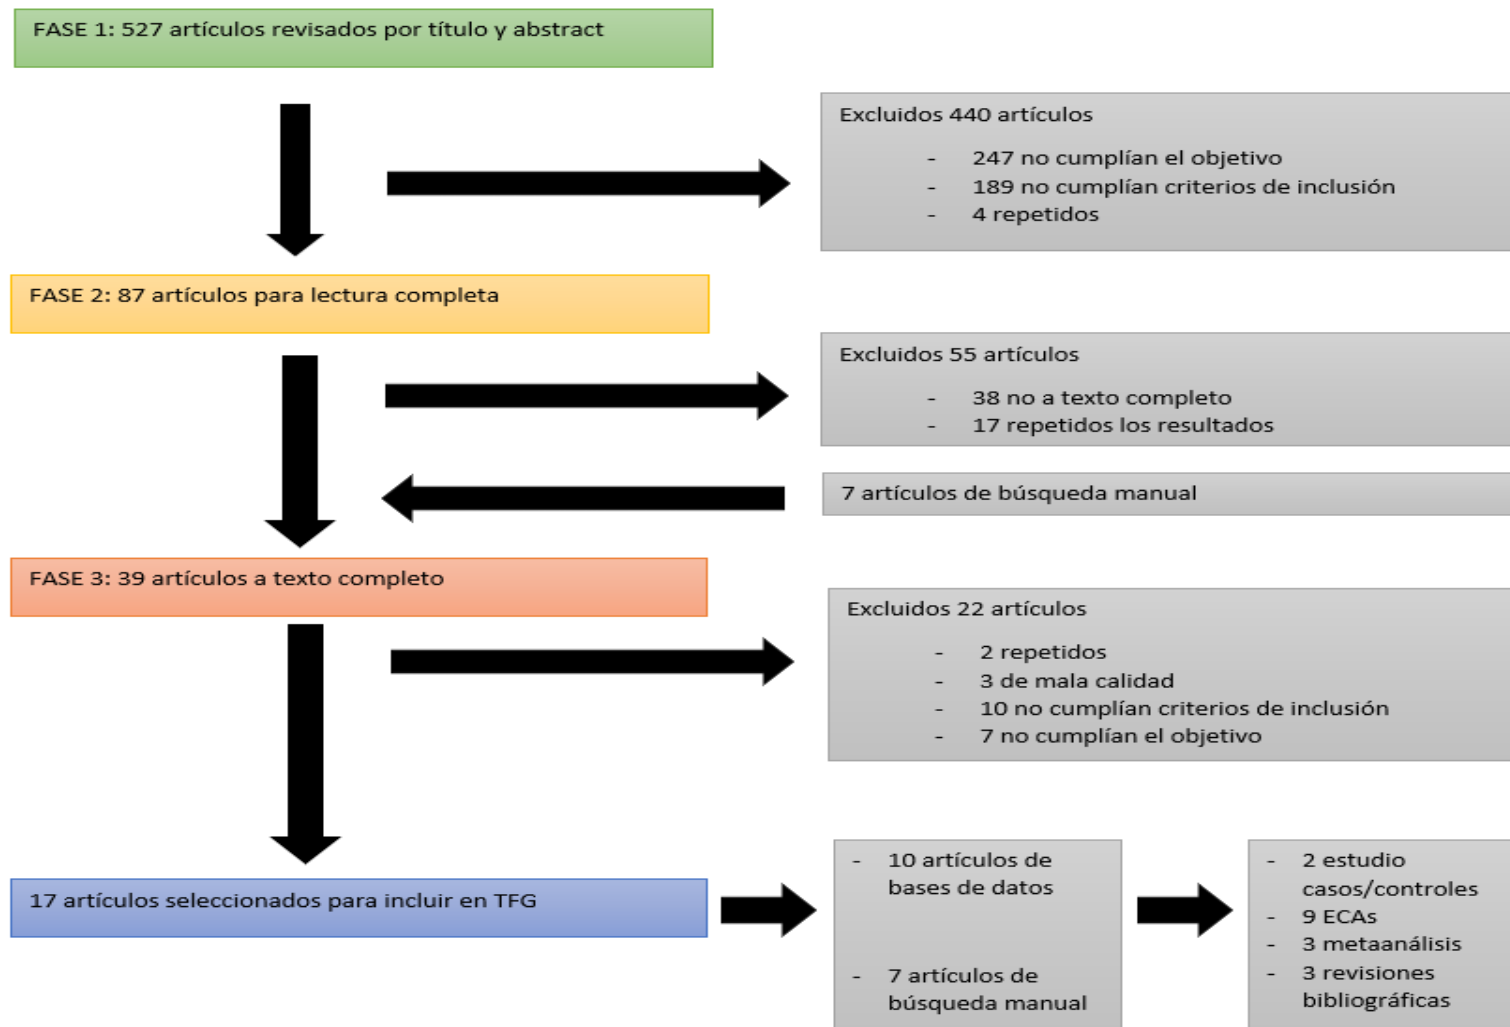 FASE 1: 527 artículos revisados por título y abstract
Excluidos 440 artículos
- 247 no cumplían el objetivo
- 189 no cumplían criterios de inclusión
- 4 repetidos
FASE 2: 87 artículos para lectura completa
Excluidos 55 artículos
- 38 no a texto completo
- 17 repetidos los resultados
7 artículos de búsqueda manual
FASE 3: 39 artículos a texto completo
Excluidos 22 artículos
- 2 repetidos
- 3 de mala calidad
- 10 no cumplían criterios de inclusión
- 7 no cumplían el objetivo
17 artículos seleccionados para incluir en TFG
- 10 artículos de
bases de datos
- 7 artículos de
búsqueda manual
- 2 estudio
casos/controles
- 9 ECAs
- 3 metaanálisis
- 3 revisiones
bibliográficas